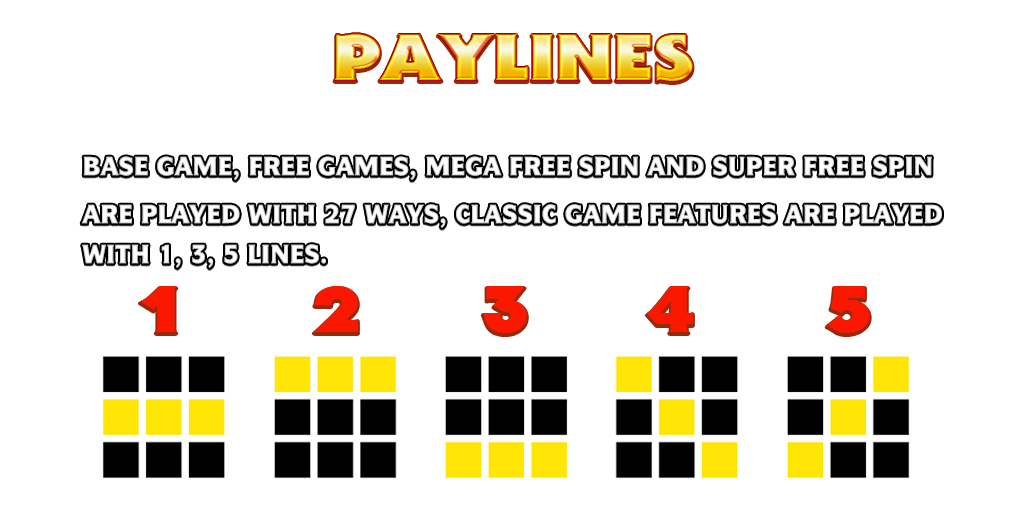 PAYLINES
BASE GAME, FREE GAMES, MEGA FREE SPIN AND SUPER FREE SPIN
ARE PLAYED WITH 27 WAYS, CLASSIC GAME FEATURES ARE PLAYED
WITH 1, 3, 5 LINES.
1 2 3 4 5